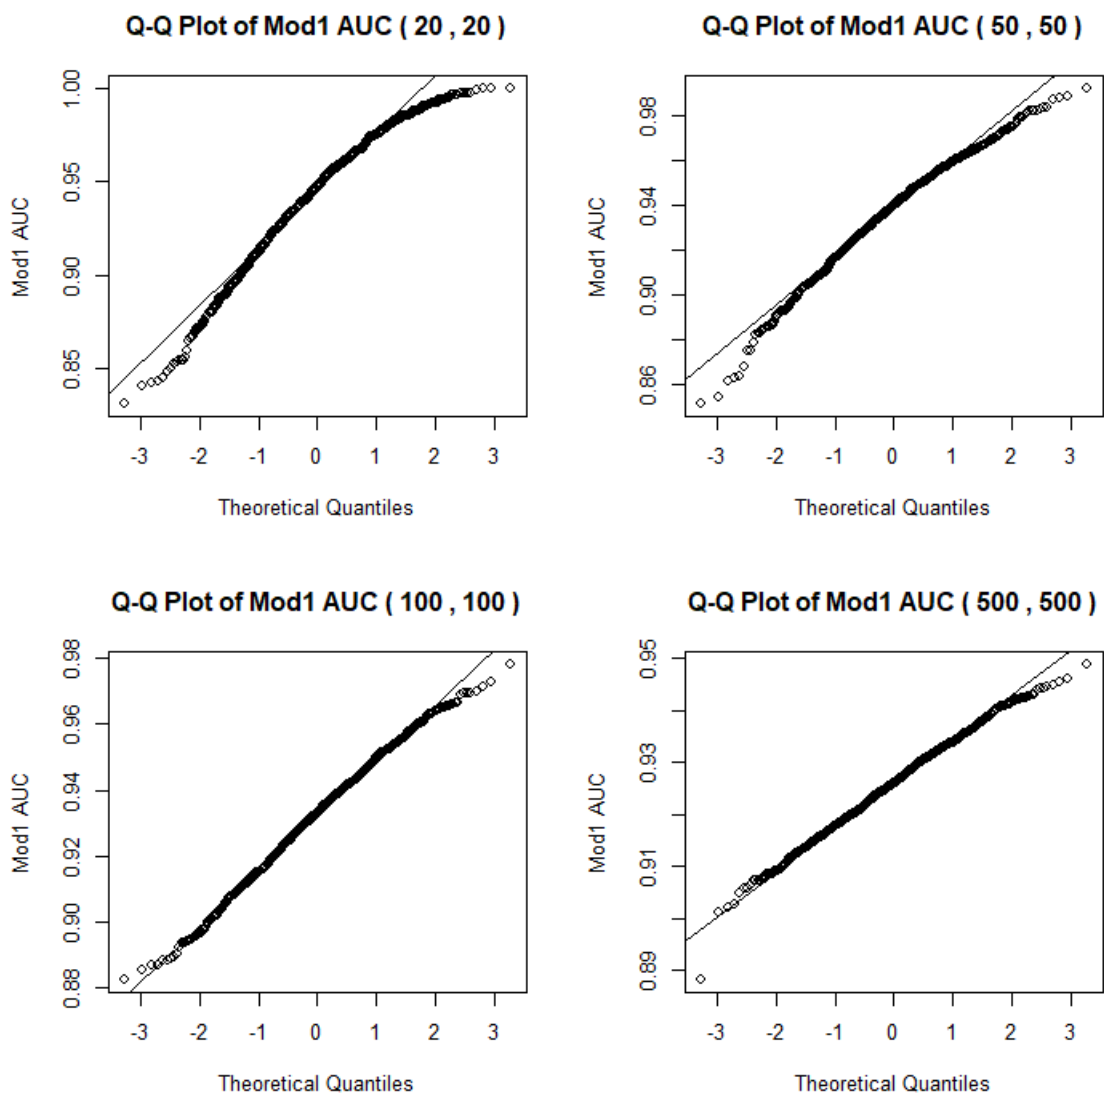 Q-Q Plot of Mod1 AUC ( 20 , 20 )
Mod1 AUC
1.00
0.95
0.90
0.85
-3 -2 -1 0 1 2 3
Theoretical Quantiles
Q-Q Plot of Mod1 AUC ( 50 , 50 )
Mod1 AUC
0.98
0.94
0.90
0.86
-3 -2 -1 0 1 2 3
Theoretical Quantiles
Q-Q Plot of Mod1 AUC ( 100 , 100 )
Mod1 AUC
0.98
0.96
0.94
0.92
0.90
0.88
-3 -2 -1 0 1 2 3
Theoretical Quantiles
Q-Q Plot of Mod1 AUC ( 500 , 500 )
Mod1 AUC
0.95
0.93
0.91
0.89
-3 -2 -1 0 1 2 3
Theoretical Quantiles